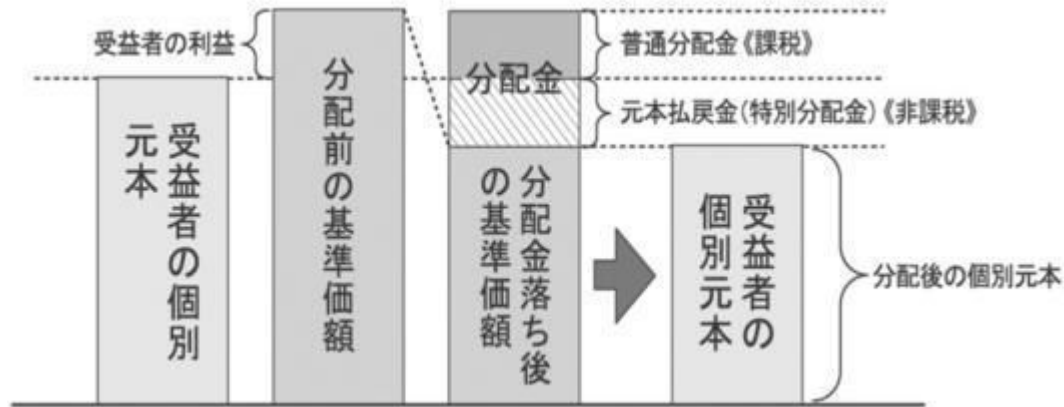 受益者の利益
普通分配金《課税》
分配金
元本払戻金(特別分配金)《非課税》
受益者の個別
元本
分配前の基準価額
分配金落ち後
の基準価額
受益者の
個別元本
分配後の個別元本